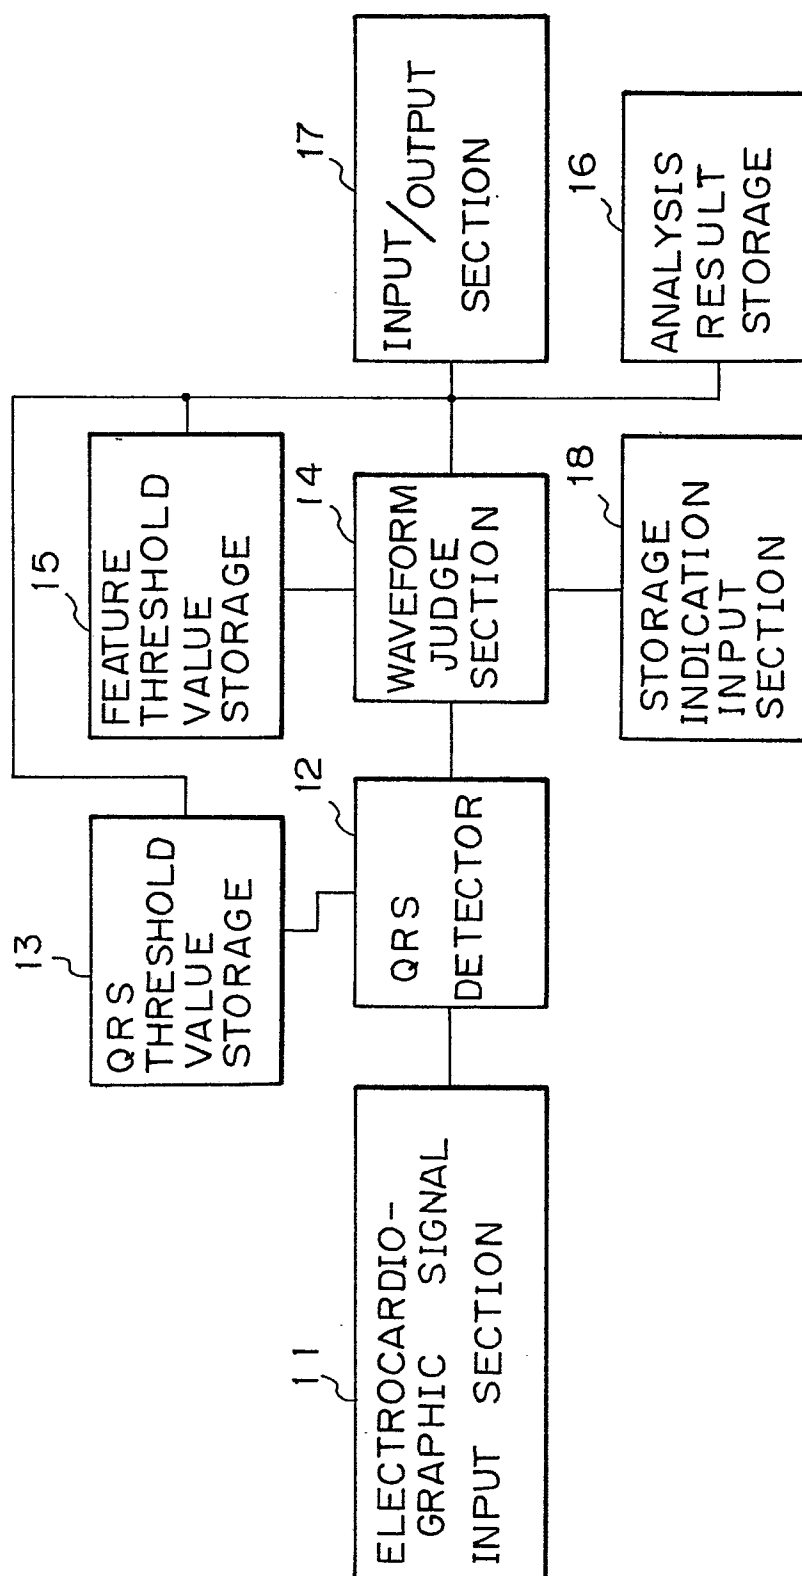 11
ELECTROCARDIO-
GRAPHIC SIGNAL
INPUT SECTION
13
QRS
THRESHOLD
VALUE
STORAGE
12
QRS
DETECTOR
15
FEATURE
THRESHOLD
VALUE
STORAGE
14
WAVEFORM
JUDGE
SECTION
18
STORAGE
INDICATION
INPUT
SECTION
17
INPUT/OUTPUT
SECTION
16
ANALYSIS
RESULT
STORAGE